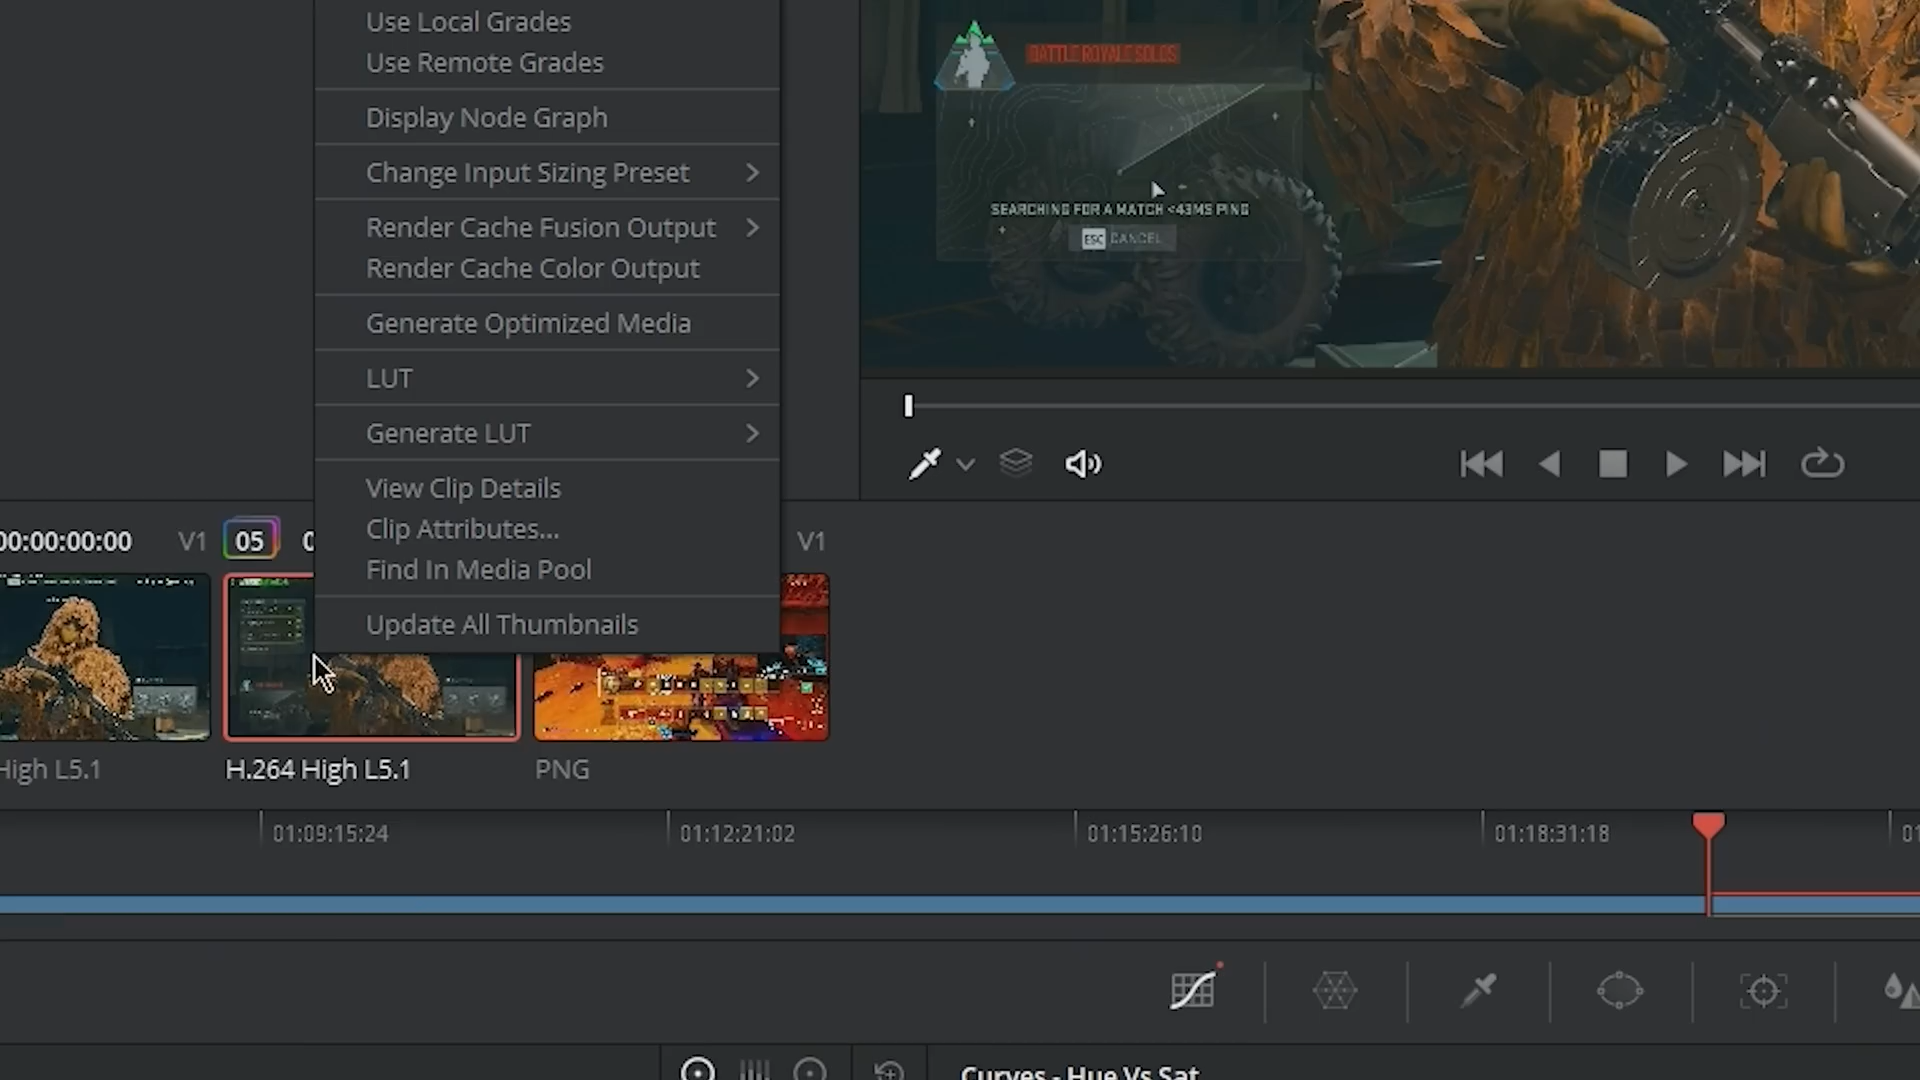 Use Local Grades
Use Remote Grades
Display Node Graph
Change Input Sizing Preset
Render Cache Fusion Output
Render Cache Color Output
Generate Optimized Media
LUT
Generate LUT
View Clip Details
Clip Attributes...
Find In Media Pool
Update All Thumbnails
BATTLE ROYALE SOLOS
SEARCHING FOR A MATCH <43MS PING
ESC CANCEL
00:00:00:00 V1 05 0 V1
High L5.1
H.264 High L5.1
PNG
01:09:15:24
01:12:21:02
01:15:26:10
01:18:31:18
Curves - Hue Vs Sat